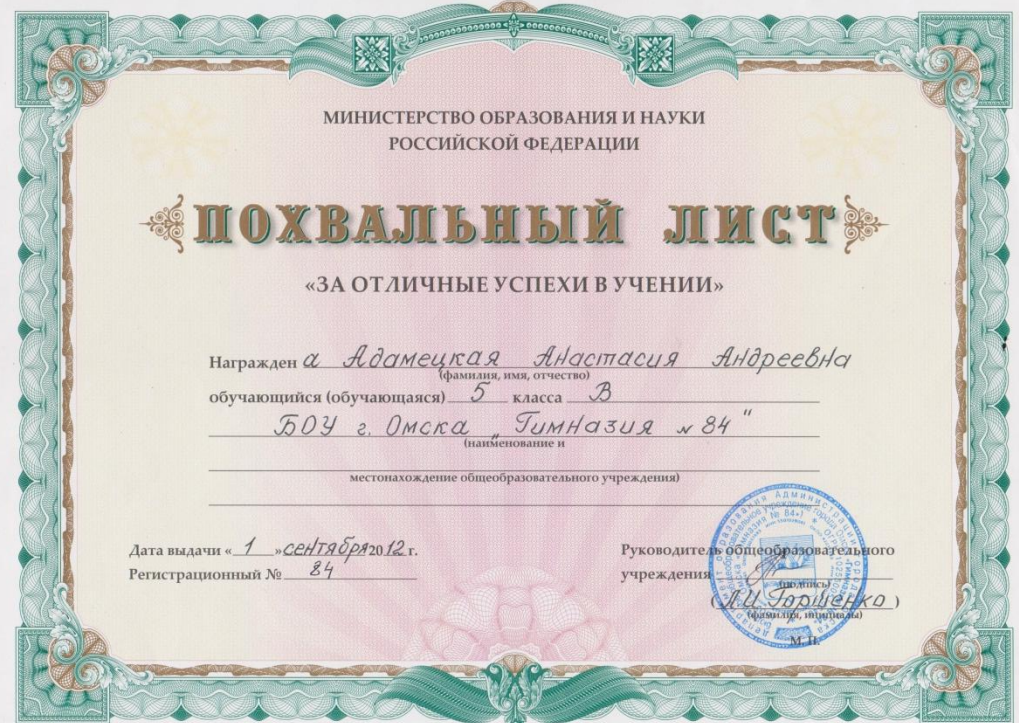 МИНИСТЕРСТВО ОБРАЗОВАНИЯ И НАУКИ
РОССИЙСКОЙ ФЕДЕРАЦИИ
ПОХВАЛЬНЫЙ ЛИСТ
«ЗА ОТЛИЧНЫЕ УСПЕХИ В УЧЕНИИ»
Награжден а Адамецкая Анастасия Андреевна
(фамилия, имя, отчество)
обучающийся (обучающаяся) 5 класса В
БОУ г. Омска „Гимназия № 84"
(наименование и
местонахождение общеобразовательного учреждения)
Дата выдачи « 1 » сентября 2012 г.
Регистрационный № 84
Руководитель общеобразовательного
учреждения
(подпись)
(Л.И. Горшенко)
(фамилия, инициалы)
М. П.